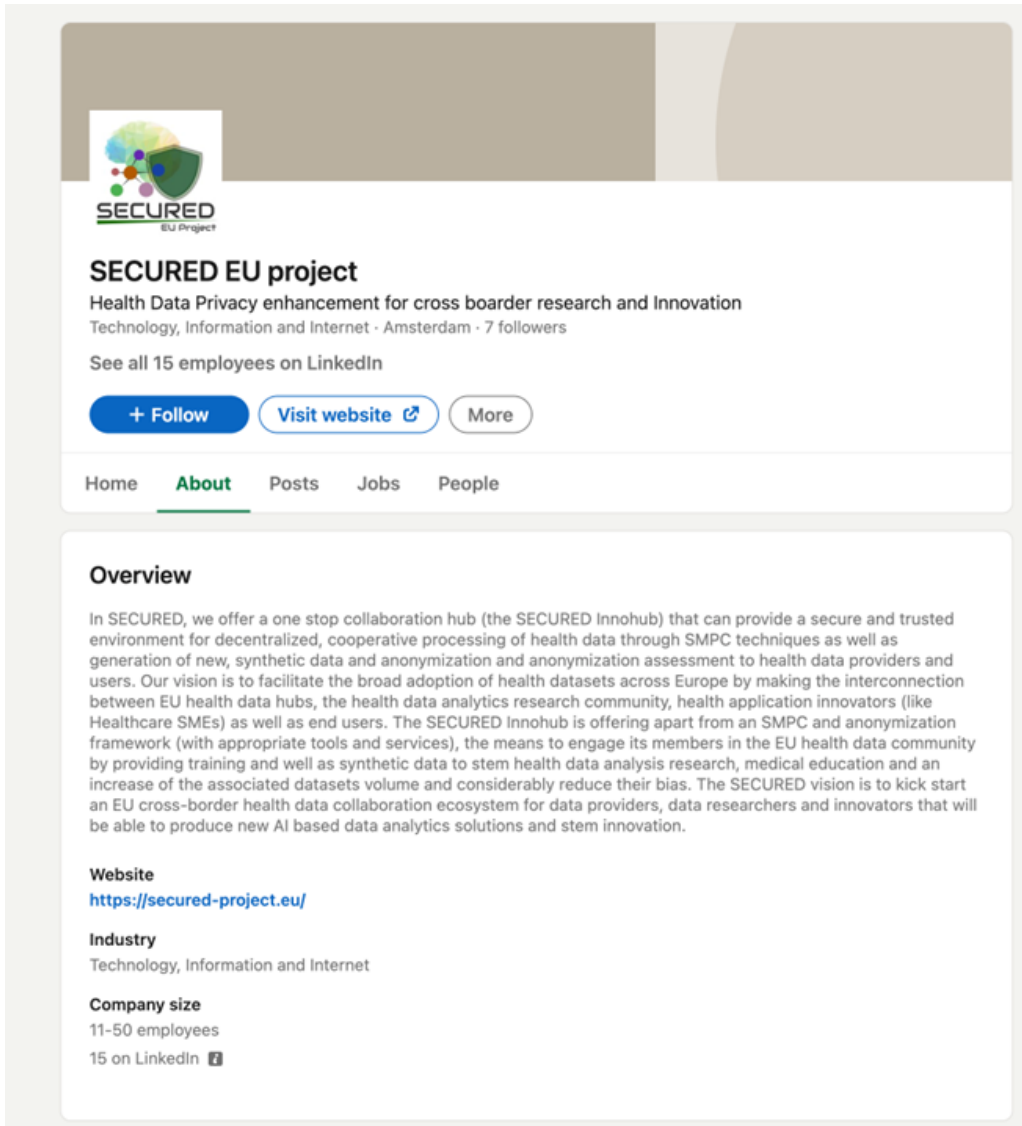 SECURED
EU Project
SECURED EU project
Health Data Privacy enhancement for cross boarder research and Innovation
Technology, Information and Internet · Amsterdam · 7 followers
See all 15 employees on LinkedIn
+ Follow
Visit website
More
Home About Posts Jobs People
Overview
In SECURED, we offer a one stop collaboration hub (the SECURED Innohub) that can provide a secure and trusted
environment for decentralized, cooperative processing of health data through SMPC techniques as well as
generation of new, synthetic data and anonymization and anonymization assessment to health data providers and
users. Our vision is to facilitate the broad adoption of health datasets across Europe by making the interconnection
between EU health data hubs, the health data analytics research community, health application innovators (like
Healthcare SMEs) as well as end users. The SECURED Innohub is offering apart from an SMPC and anonymization
framework (with appropriate tools and services), the means to engage its members in the EU health data community
by providing training and well as synthetic data to stem health data analysis research, medical education and an
increase of the associated datasets volume and considerably reduce their bias. The SECURED vision is to kick start
an EU cross-border health data collaboration ecosystem for data providers, data researchers and innovators that will
be able to produce new AI based data analytics solutions and stem innovation.
Website
https://secured-project.eu/
Industry
Technology, Information and Internet
Company size
11-50 employees
15 on LinkedIn